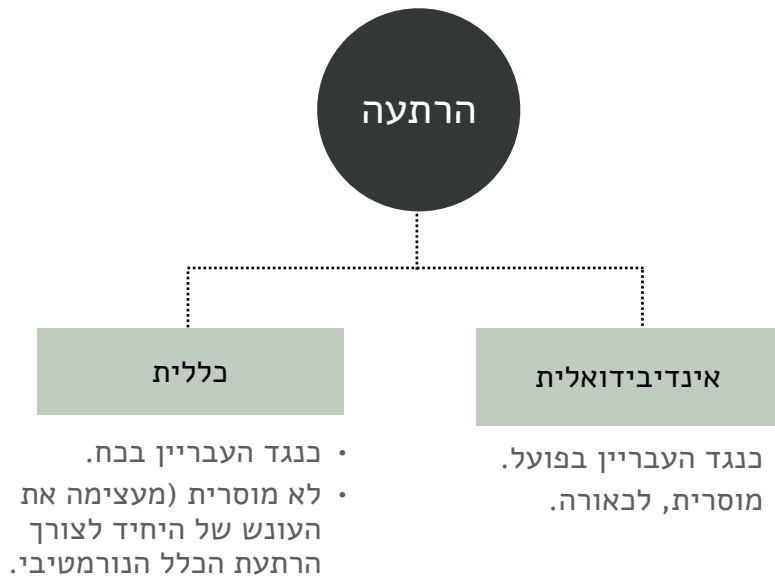 הרתעה
אינדיבידואלית
כנגד העבריין בפועל.
מוסרית, לכאורה.
כללית
• כנגד העבריין בכח.
• לא מוסרית (מעצימה את
העונש של היחיד לצורך
הרתעת הכלל הנורמטיבי.